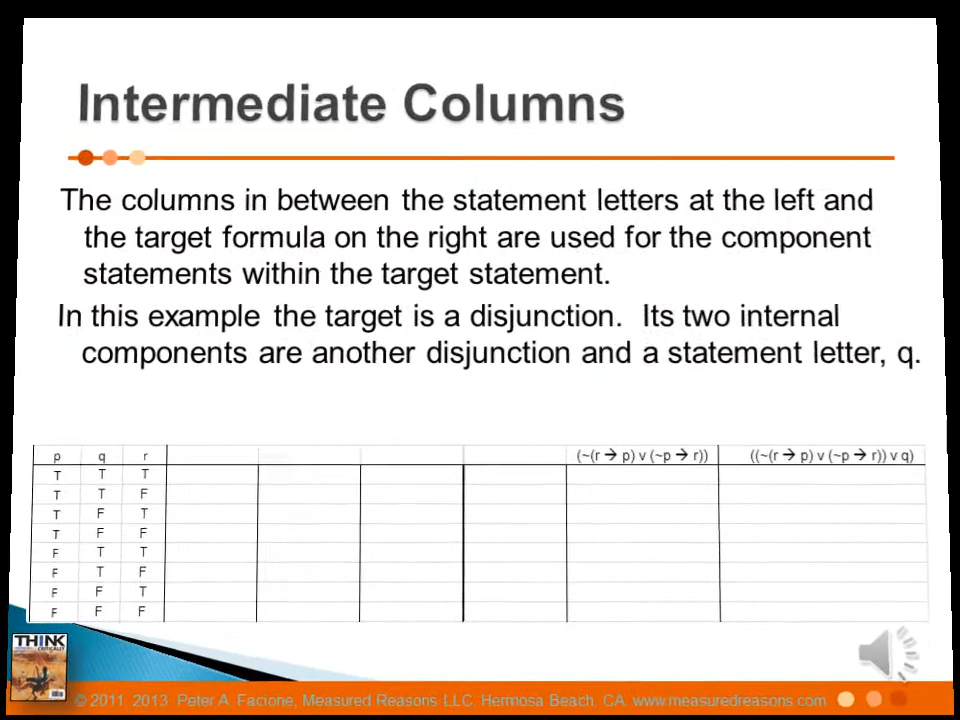 Intermediate Columns
The columns in between the statement letters at the left and
the target formula on the right are used for the component
statements within the target statement.
In this example the target is a disjunction. Its two internal
components are another disjunction and a statement letter, q.
p q r (~(r → p) v (~p → r)) ((~(r → p) v (~p → r)) v q)
T T T
T T F
T F T
T F F
F T T
F T F
F F T
F F F
THINK
CRITICALLY
© 2011, 2013 Peter A. Facione, Measured Reasons LLC, Hermosa Beach, CA. www.measuredreasons.com